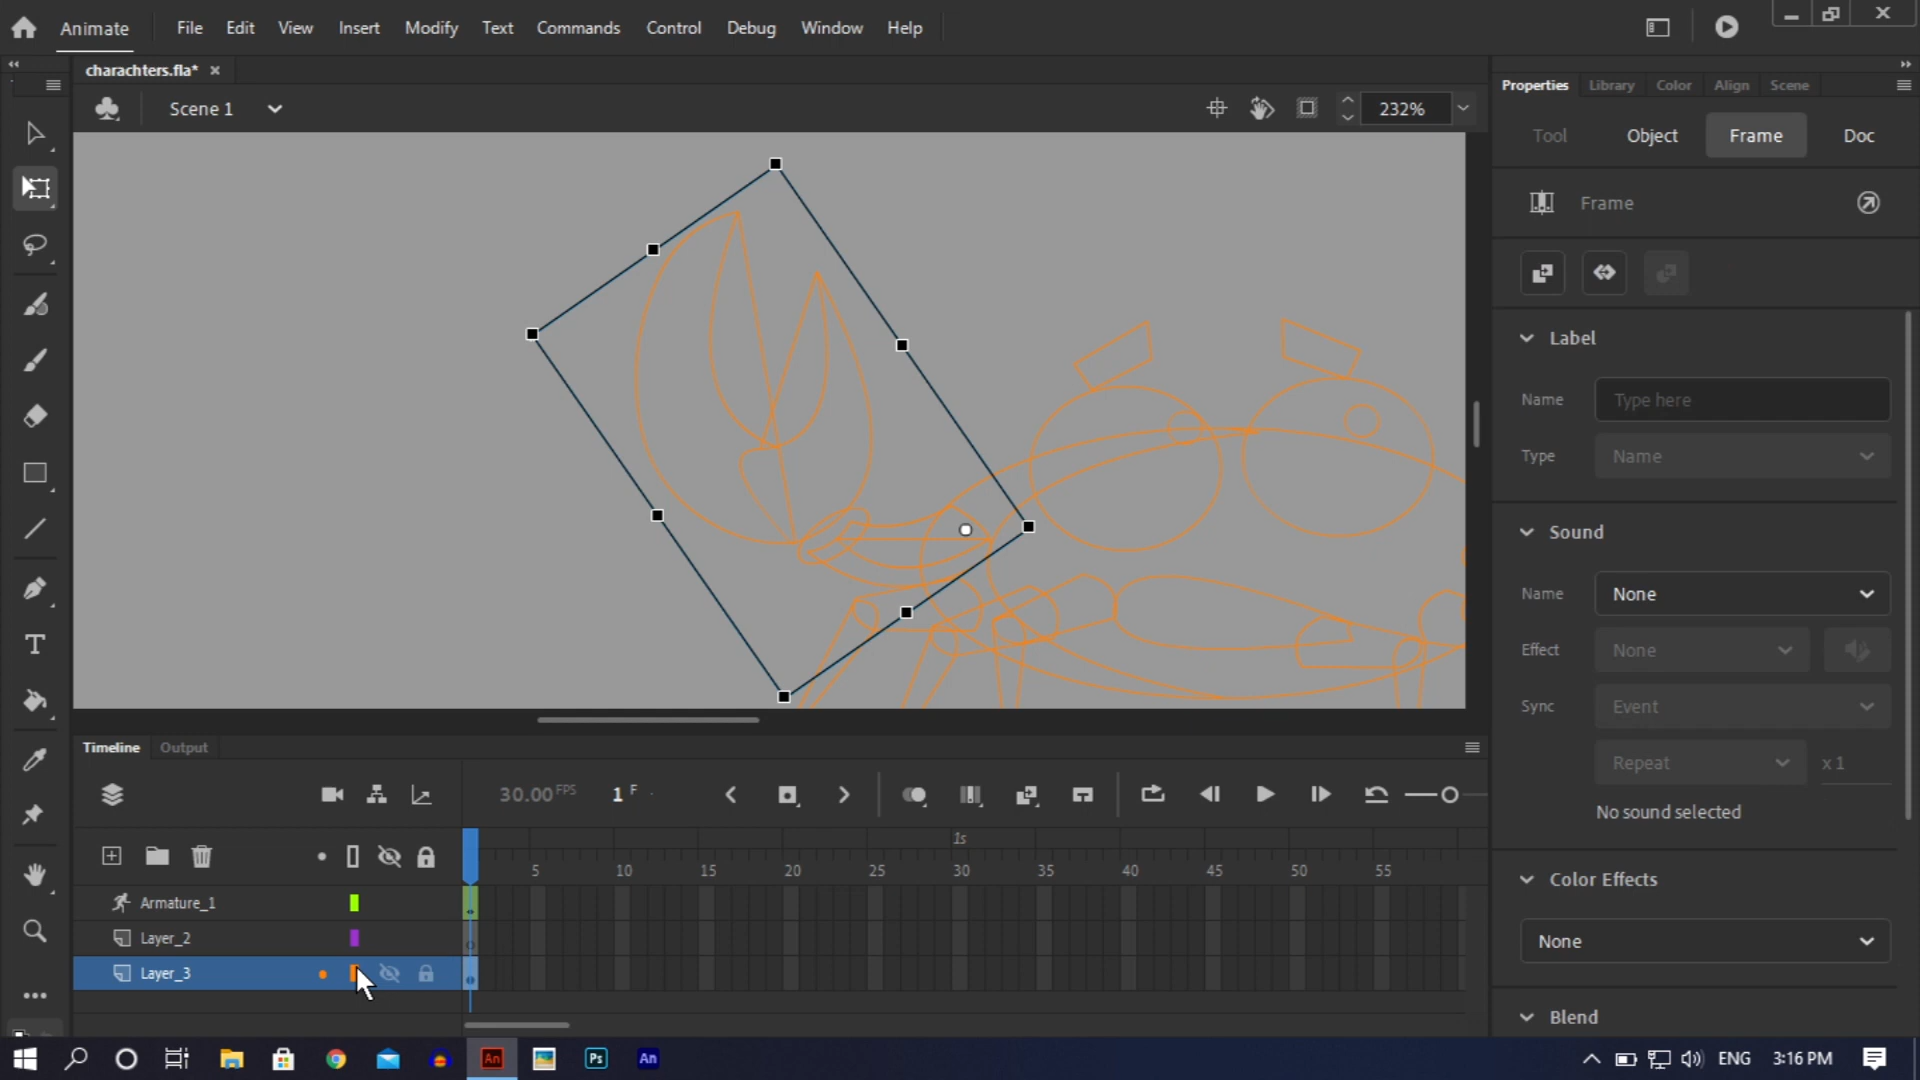 Animate File Edit View Insert Modify Text Commands Control Debug Window Help
charachters.fla*
Scene 1 232%
Properties Library Color Align Scene
Tool Object Frame Doc
Frame
Label
Name Type here
Type Name
Sound
Name None
Effect None
Sync Event
Repeat x 1
No sound selected
Color Effects
None
Blend
Timeline Output
30.00 FPS 1 F
1s
5 10 15 20 25 30 35 40 45 50 55
Armature_1
Layer_2
Layer_3
An Ps An ENG 3:16 PM